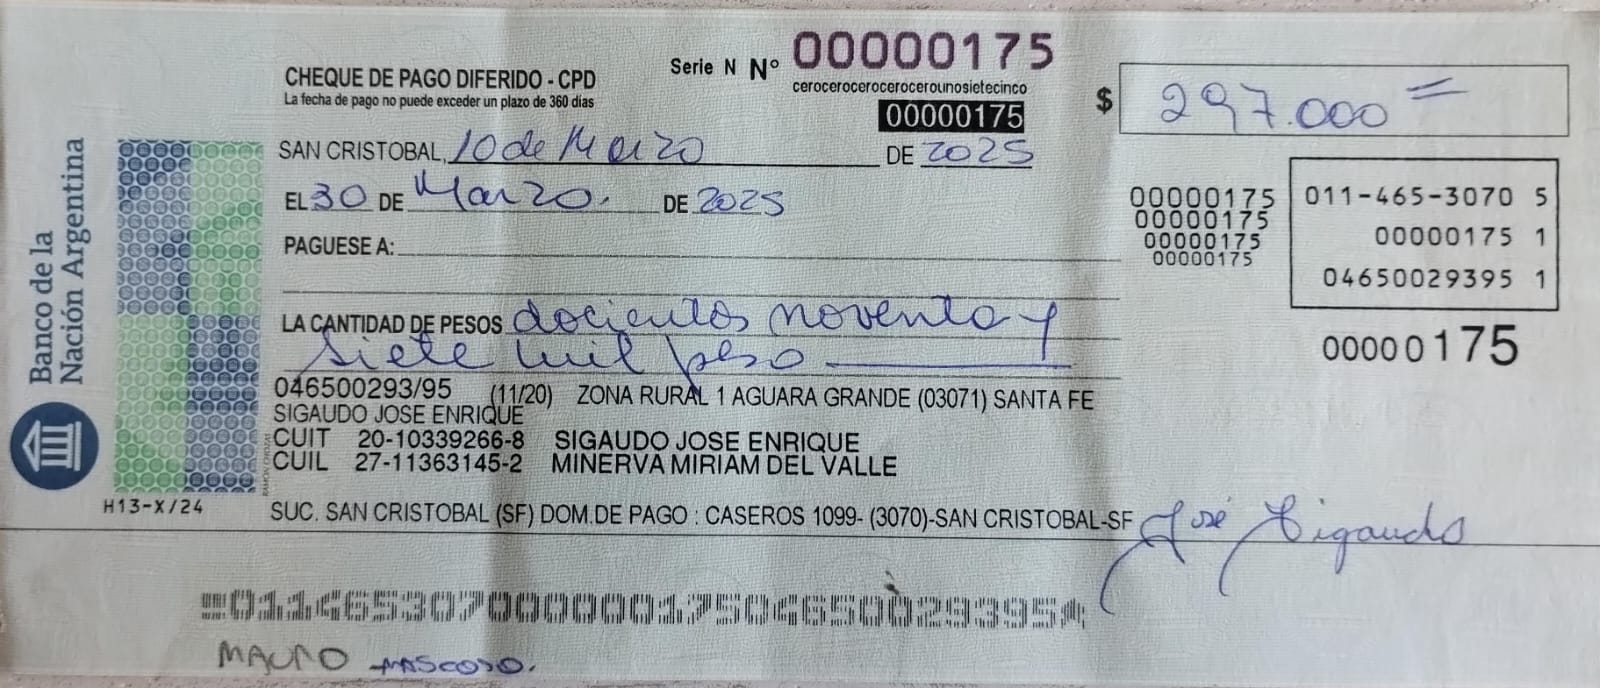 Banco de la
Nación Argentina
CHEQUE DE PAGO DIFERIDO - CPD
La fecha de pago no puede exceder un plazo de 360 días
Serie N Nº 00000175
cerocerocerocerocerounosietecinco
00000175
$ 297.000 =
SAN CRISTOBAL, 10 de Marzo DE 2025
EL 30 DE Marzo. DE 2025
PAGUESE A:
00000175
00000175
00000175
00000175
011-465-3070 5
00000175 1
04650029395 1
00000175
LA CANTIDAD DE PESOS docientos noventa y
siete mil peso
046500293/95 (11/20) ZONA RURAL 1 AGUARA GRANDE (03071) SANTA FE
SIGAUDO JOSE ENRIQUE
CUIT 20-10339266-8 SIGAUDO JOSE ENRIQUE
CUIL 27-11363145-2 MINERVA MIRIAM DEL VALLE
H13-X/24
SUC. SAN CRISTOBAL (SF) DOM.DE PAGO : CASEROS 1099- (3070)-SAN CRISTOBAL-SF
José Sigaudo
01146530700000017504650029395
MAURO MASCOSO.